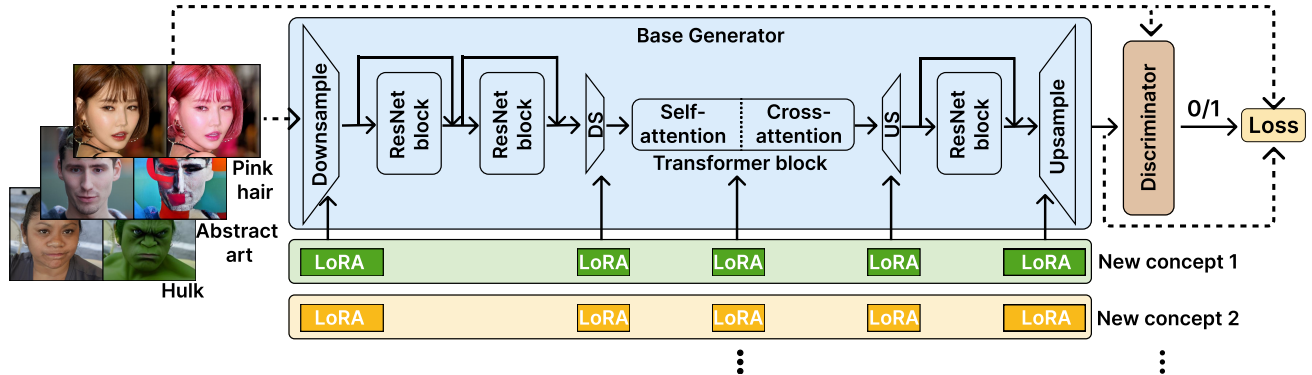 Base Generator
Downsample
ResNet
block
ResNet
block
DS
Self-
attention
Cross-
attention
Transformer block
US
ResNet
block
Upsample
Discriminator
0/1
Loss
Pink
hair
Abstract
art
Hulk
LoRA
LoRA
LoRA
LoRA
LoRA
New concept 1
LoRA
LoRA
LoRA
LoRA
LoRA
New concept 2